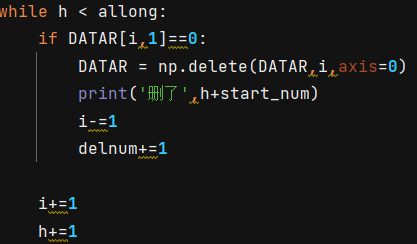 while h < allong:
if DATAR[i,1]==0:
DATAR = np.delete(DATAR,i,axis=0)
print('删了',h+start_num)
i-=1
delnum+=1
i+=1
h+=1